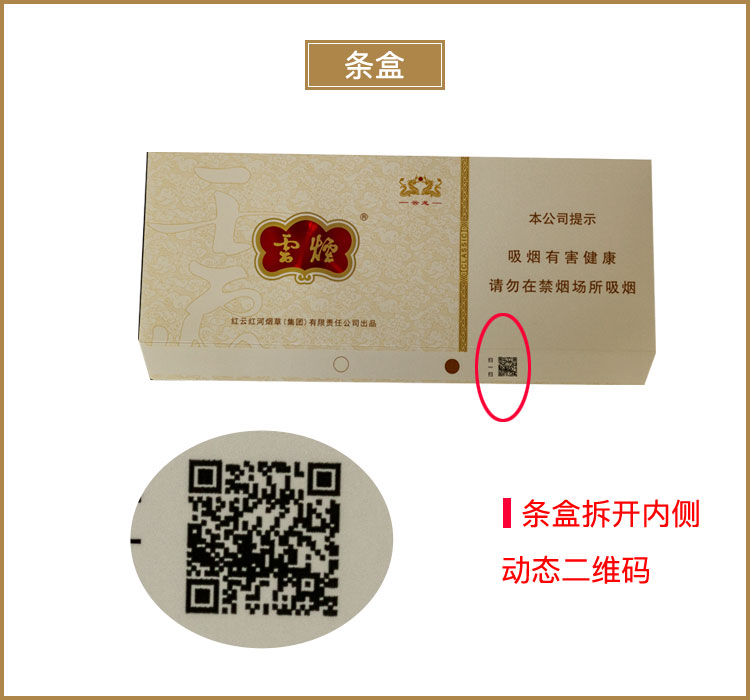 条盒
雲煙
®
云龙
CLASSIC
红云红河烟草(集团)有限责任公司出品
本公司提示
吸烟有害健康
请勿在禁烟场所吸烟
扫一扫
条盒拆开内侧
动态二维码